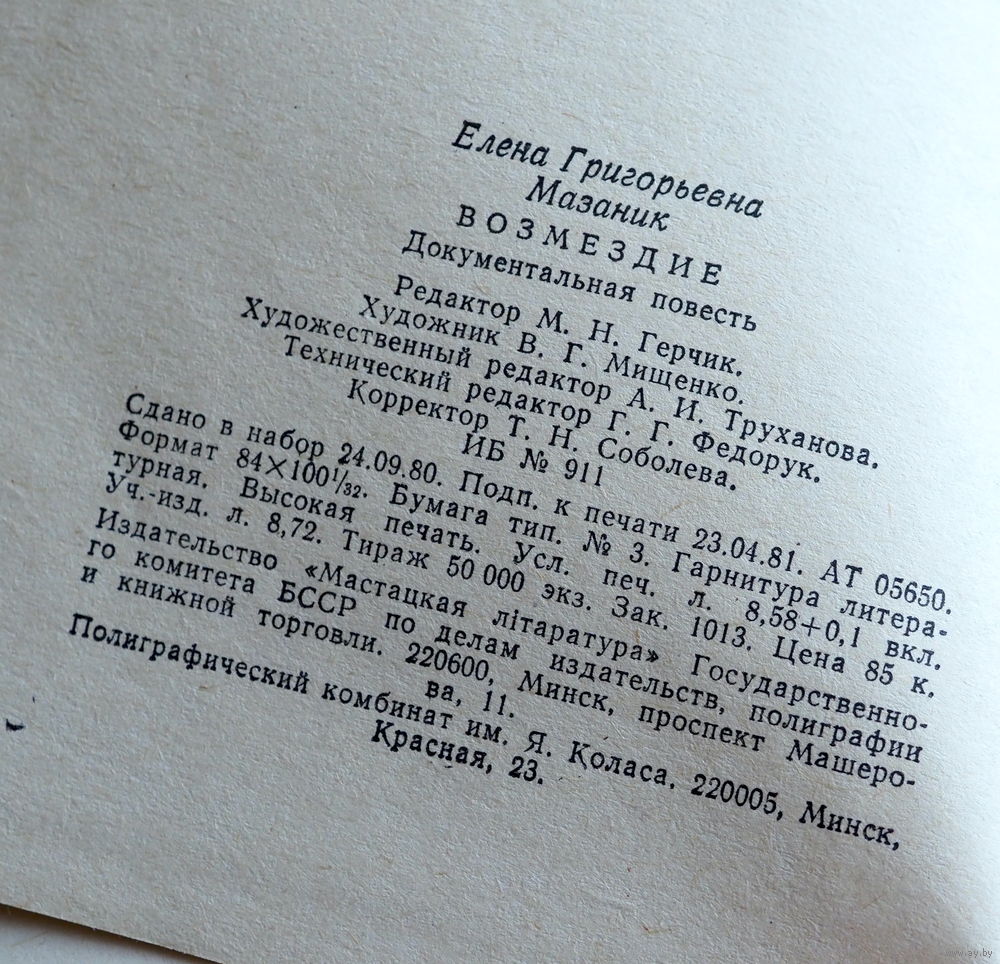 Елена Григорьевна
Мазаник
ВОЗМЕЗДИЕ
Документальная повесть
Редактор М. Н. Герчик.
Художник В. Г. Мищенко.
Художественный редактор А. И. Труханова.
Технический редактор Г. Г. Федорук.
Корректор Т. Н. Соболева.
ИБ № 911
Сдано в набор 24.09.80. Подп. к печати 23.04.81. АТ 05650.
Формат 84×100¹/₃₂. Бумага тип. № 3. Гарнитура литера-
турная. Высокая печать. Усл. печ. л. 8,58+0,1 вкл.
Уч.-изд. л. 8,72. Тираж 50 000 экз. Зак. 1013. Цена 85 к.
Издательство «Мастацкая літаратура» Государственно-
го комитета БССР по делам издательств, полиграфии
и книжной торговли. 220600, Минск, проспект Машеро-
ва, 11.
Полиграфический комбинат им. Я. Коласа. 220005, Минск,
Красная, 23.
www.ay.by